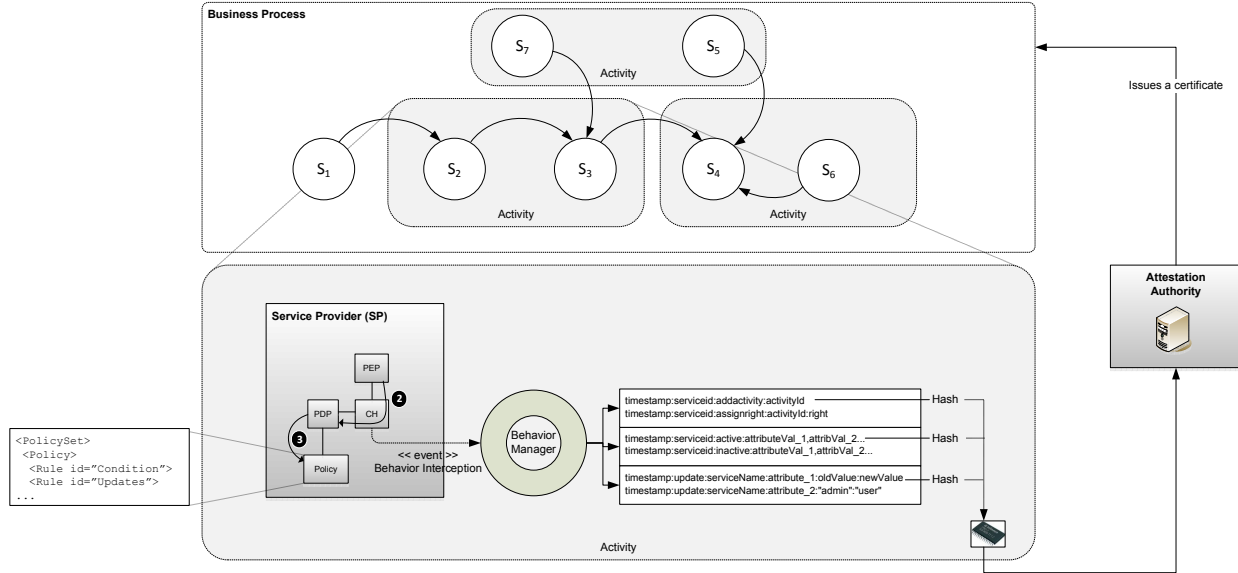 Business Process
S7
S5
Activity
Issues a certificate
S1
S2
S3
S4
S6
Activity
Activity
Attestation
Authority
Service Provider (SP)
PEP
2
PDP
CH
3
Policy
<PolicySet>
<Policy>
<Rule id=”Condition”>
<Rule id=”Updates”>
...
<< event >>
Behavior Interception
Behavior
Manager
timestamp:serviceid:addactivity:activityId
timestamp:serviceid:assignright:activityId:right
Hash
timestamp:serviceid:active:attributeVal_1,attribVal_2...
timestamp:serviceid:inactive:attributeVal_1,attribVal_2...
Hash
timestamp:update:serviceName:attribute_1:oldValue:newValue
timestamp:update:serviceName:attribute_2:"admin":"user"
Hash
Activity